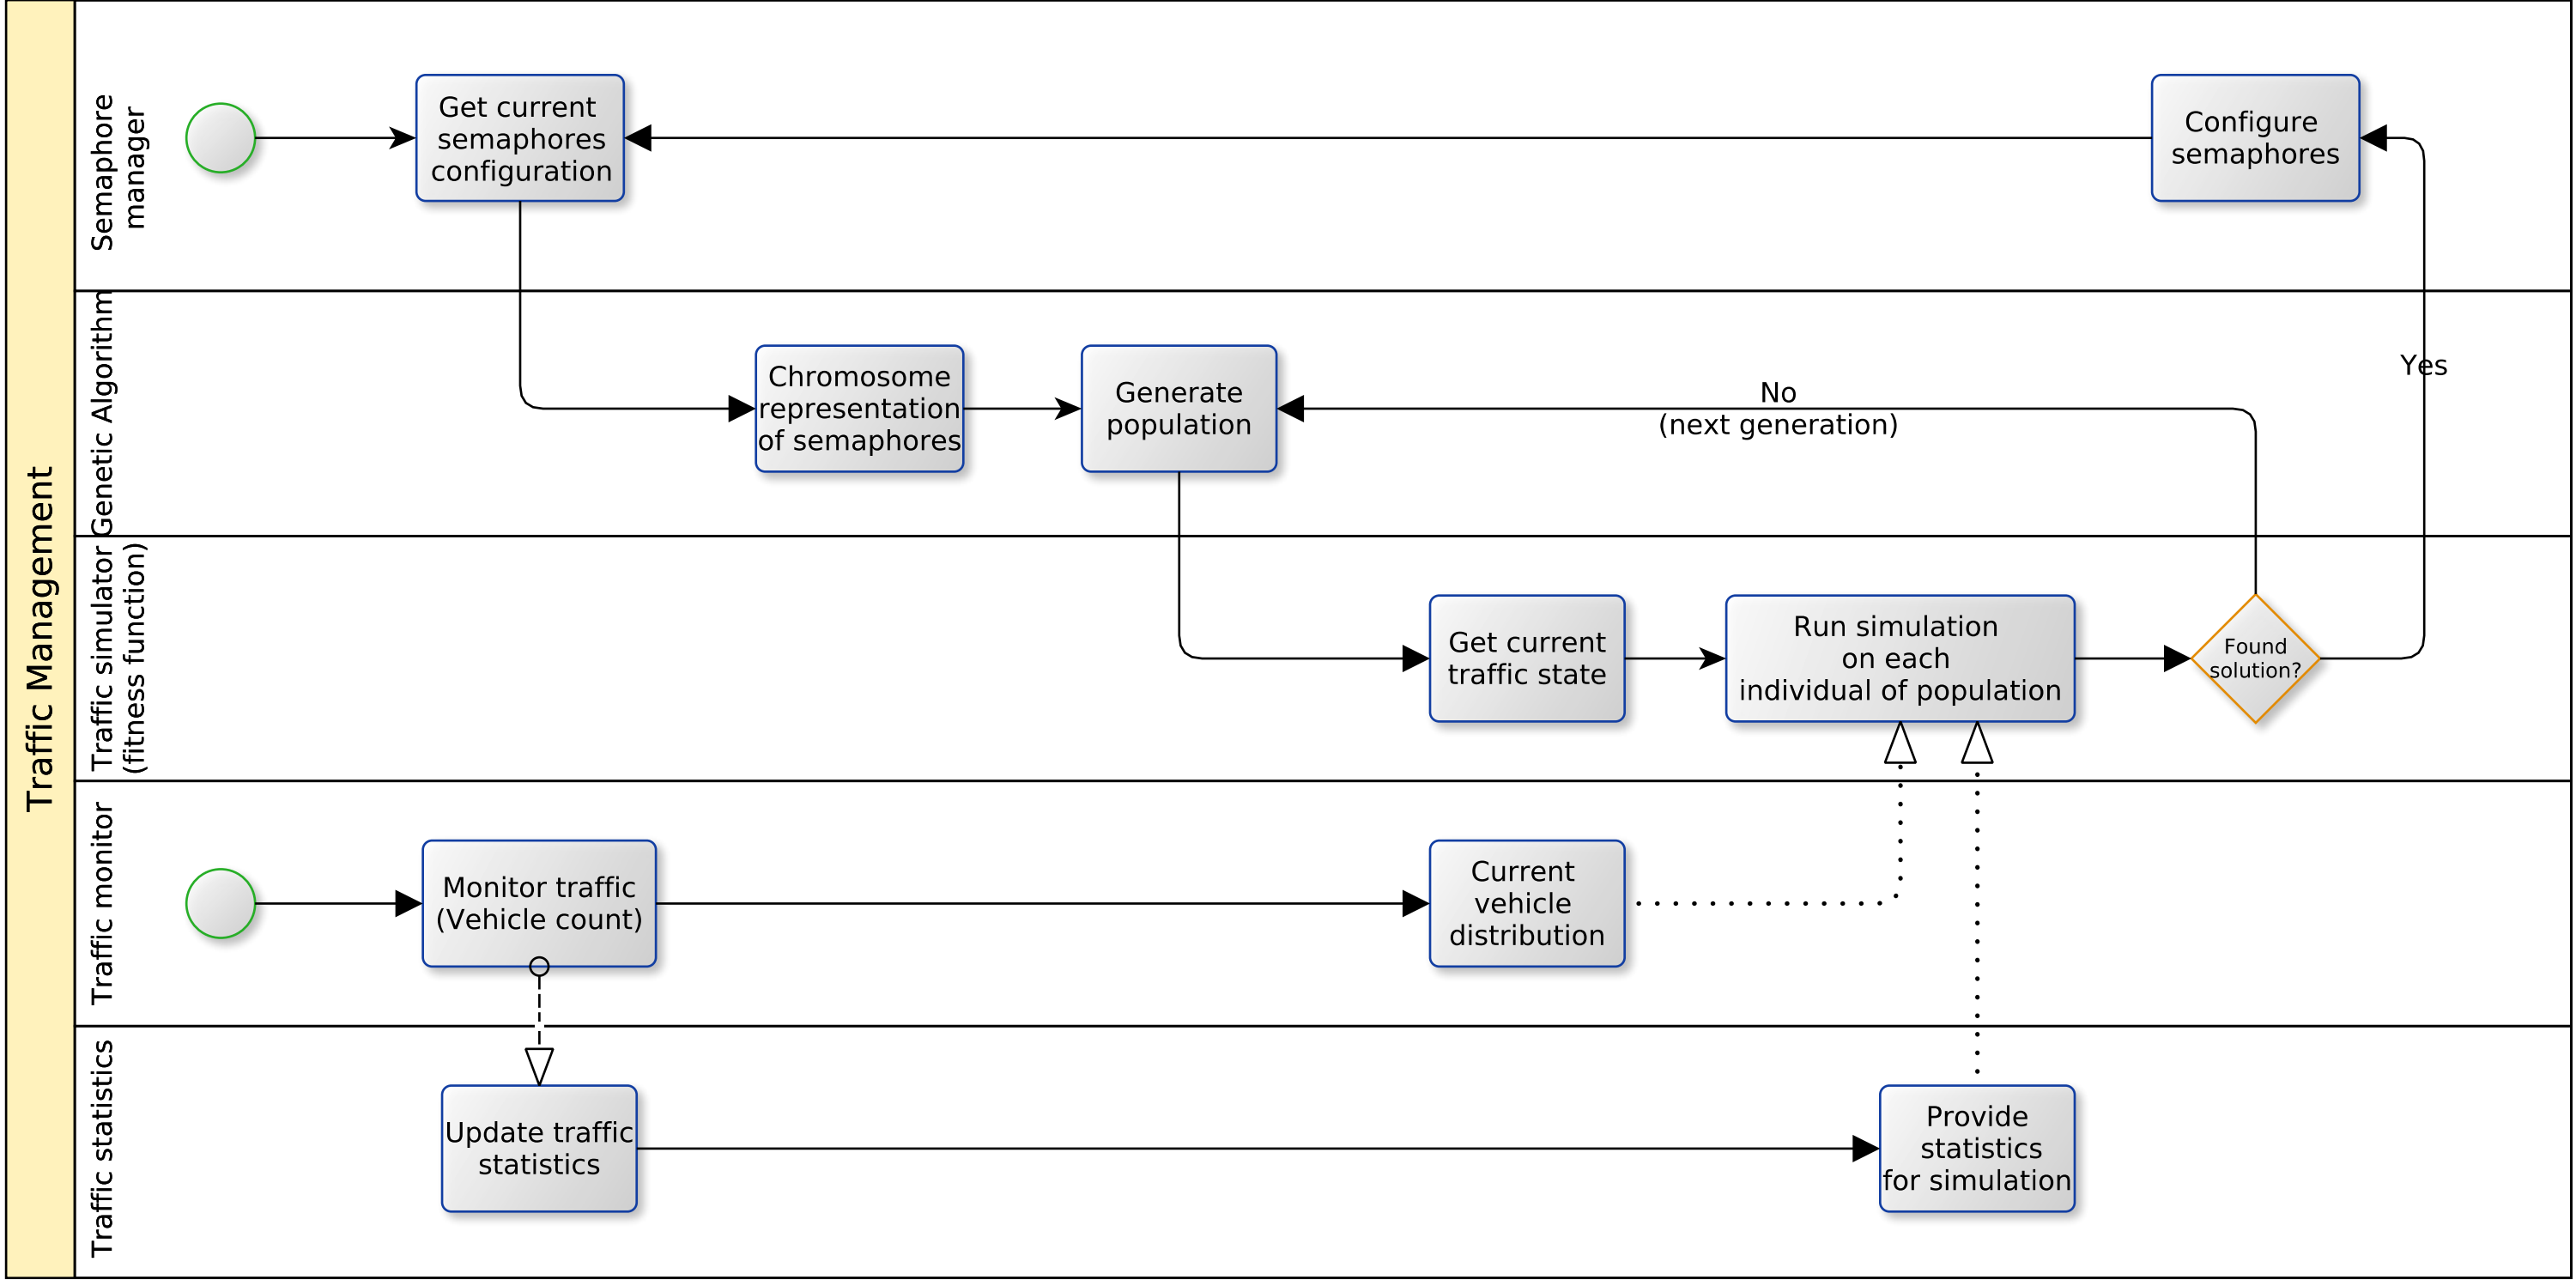 Traffic Management
Semaphore
manager
Get current
semaphores
configuration
Configure
semaphores
Genetic Algorithm
Chromosome
representation
of semaphores
Generate
population
No
(next generation)
Yes
Traffic simulator
(fitness function)
Get current
traffic state
Run simulation
on each
individual of population
Found
solution?
Traffic monitor
Monitor traffic
(Vehicle count)
Current
vehicle
distribution
Traffic statistics
Update traffic
statistics
Provide
statistics
for simulation